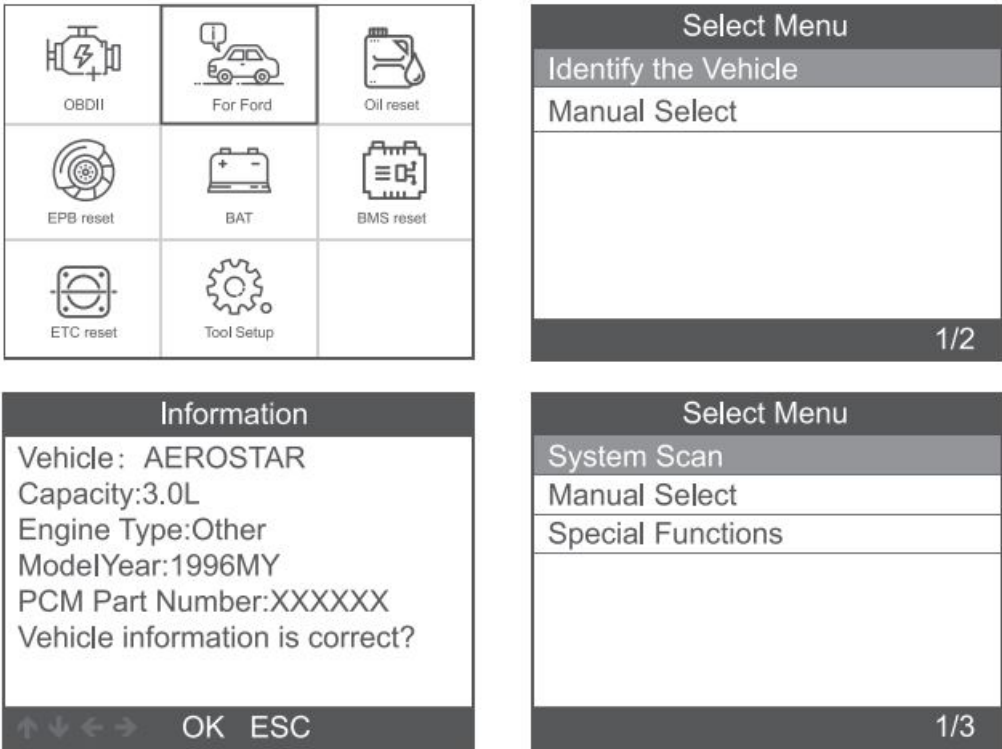 OBDII
For Ford
Oil reset
EPB reset
BAT
BMS reset
ETC reset
Tool Setup
Select Menu
Identify the Vehicle
Manual Select
1/2
Information
Vehicle: AEROSTAR
Capacity:3.0L
Engine Type:Other
ModelYear:1996MY
PCM Part Number:XXXXXX
Vehicle information is correct?
OK ESC
Select Menu
System Scan
Manual Select
Special Functions
1/3